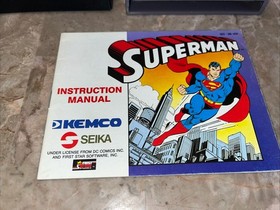 SUPERMAN
INSTRUCTION
MANUAL
KEMCO
SEIKA
UNDER LICENSE FROM DC COMICS INC.
AND FIRST STAR SOFTWARE, INC.